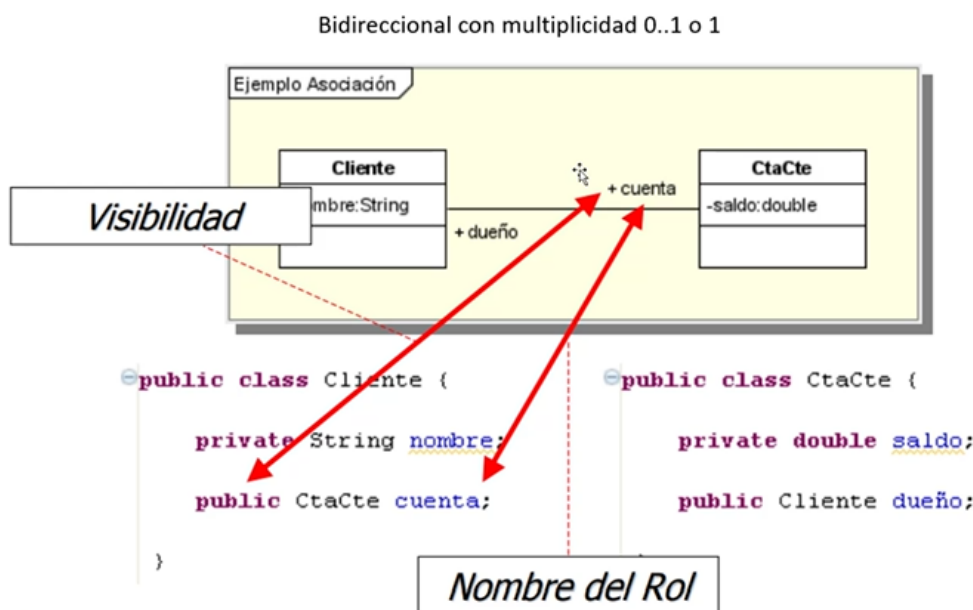 Bidireccional con multiplicidad 0..1 o 1
Ejemplo Asociación
Cliente
CtaCte
+ cuenta
Visibilidad
mbre:String
-saldo:double
+ dueño
public class Cliente {
public class CtaCte {
private String nombre;
private double saldo;
public CtaCte cuenta;
public Cliente dueño;
}
Nombre del Rol